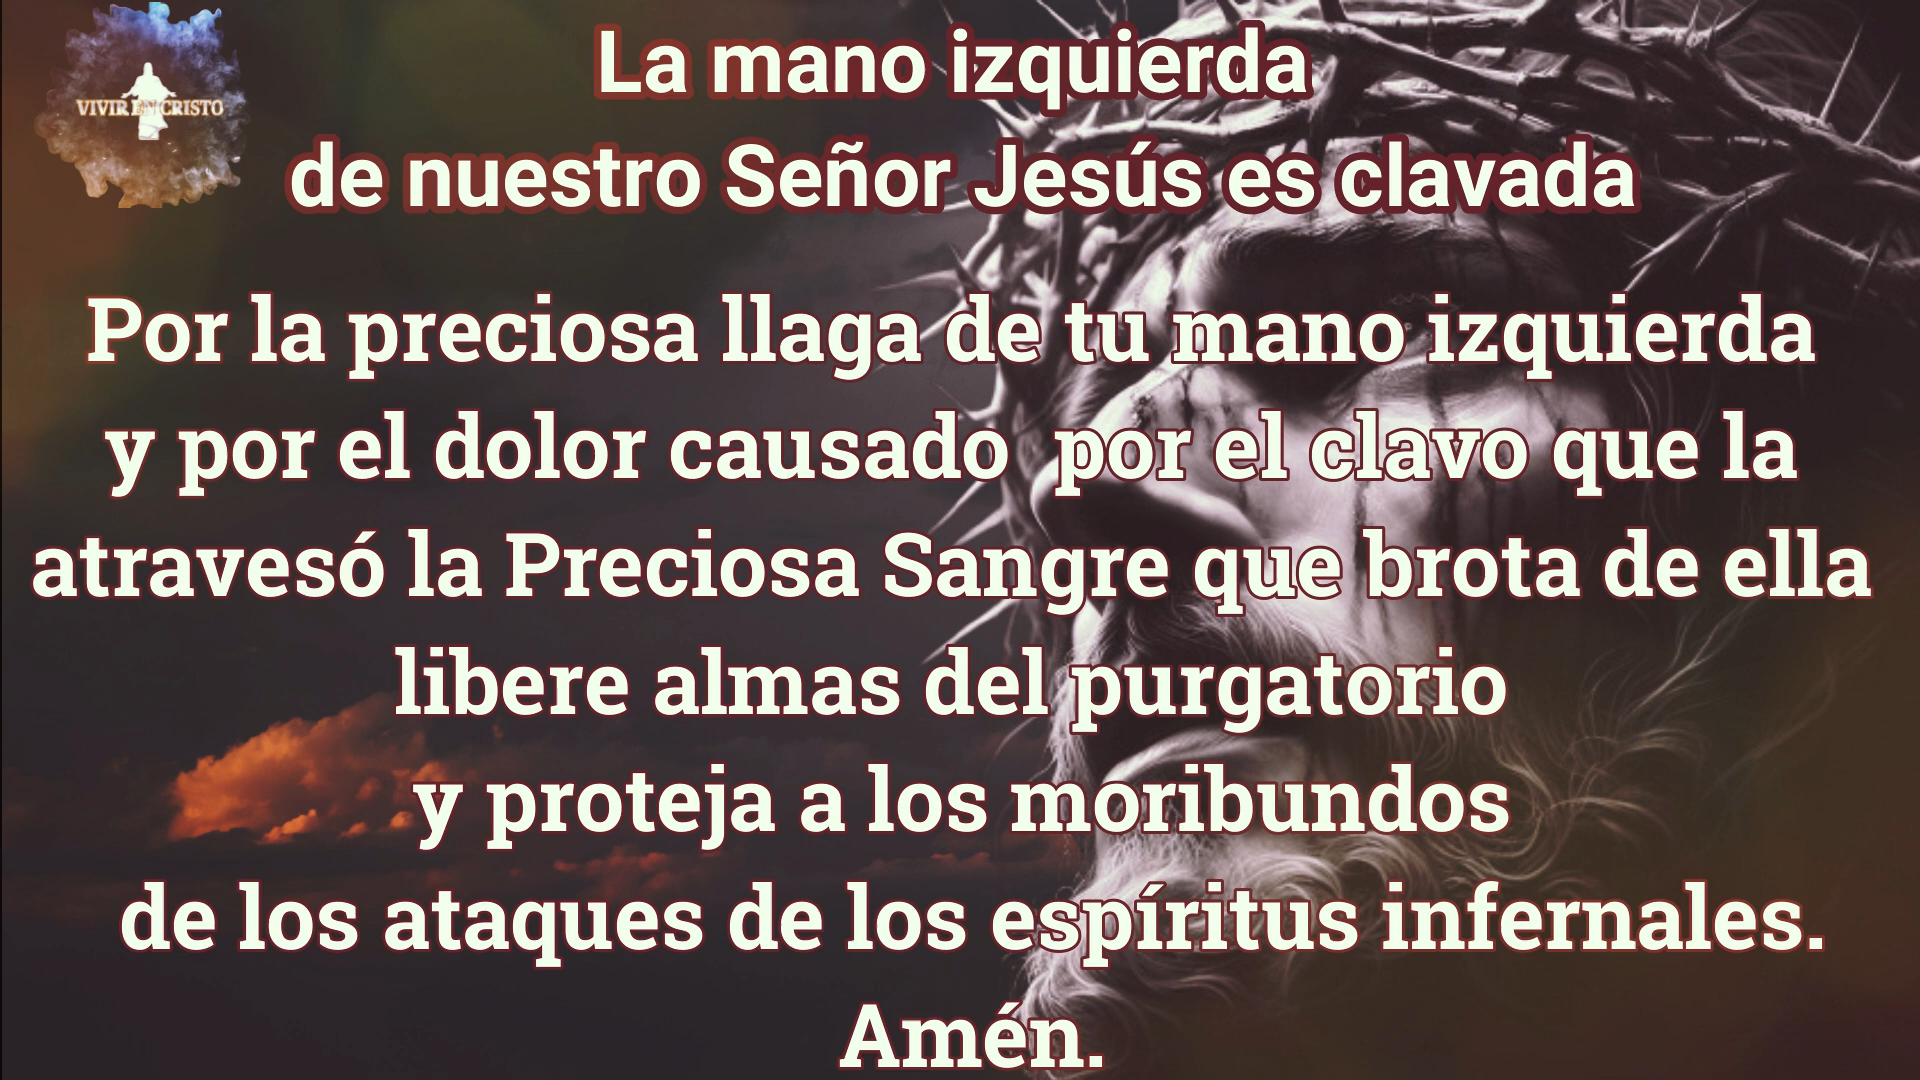 VIVIR EN CRISTO
La mano izquierda
de nuestro Señor Jesús es clavada
Por la preciosa llaga de tu mano izquierda
y por el dolor causado por el clavo que la
atravesó la Preciosa Sangre que brota de ella
libere almas del purgatorio
y proteja a los moribundos
de los ataques de los espíritus infernales.
Amén.